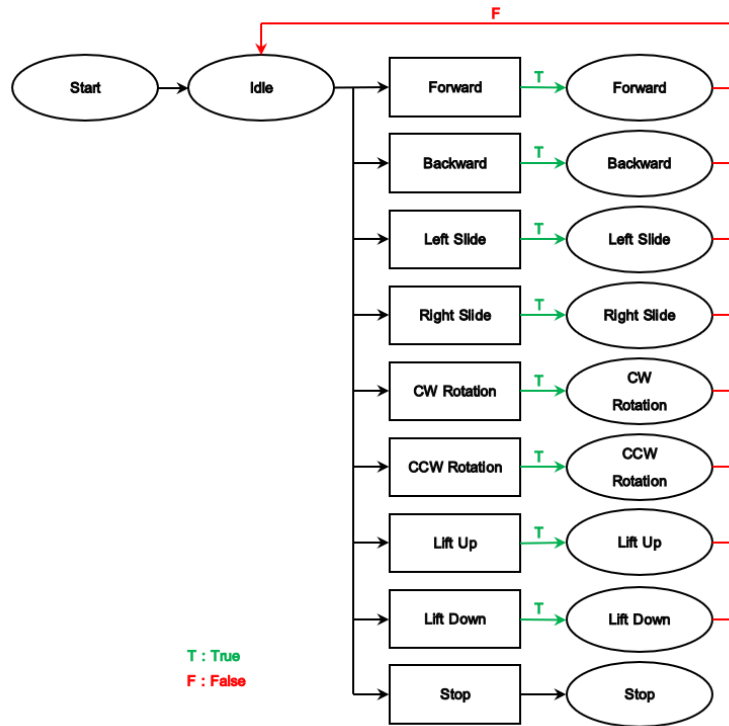 F
Start
Idle
Forward
T
Forward
Backward
T
Backward
Left Slide
T
Left Slide
Right Slide
T
Right Slide
CW Rotation
T
CW
Rotation
CCW Rotation
T
CCW
Rotation
Lift Up
T
Lift Up
Lift Down
T
Lift Down
T : True
F : False
Stop
Stop